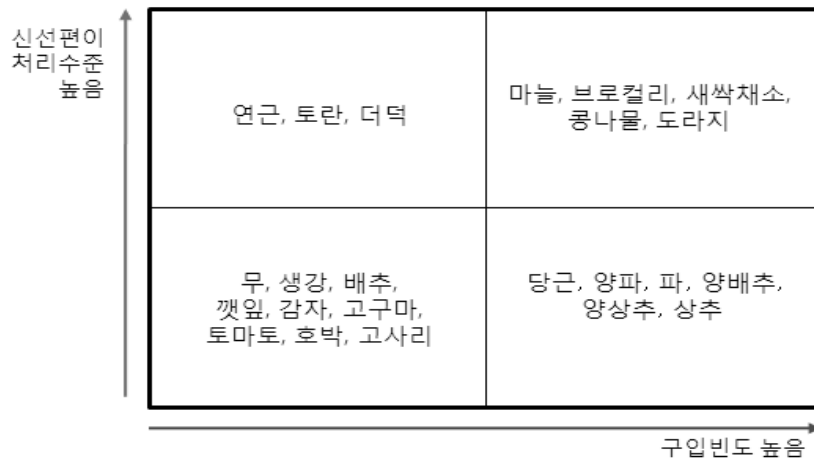 신선편이
처리수준
높음
연근, 토란, 더덕
마늘, 브로컬리, 새싹채소,
콩나물, 도라지
무, 생강, 배추,
깻잎, 감자, 고구마,
토마토, 호박, 고사리
당근, 양파, 파, 양배추,
양상추, 상추
구입빈도 높음